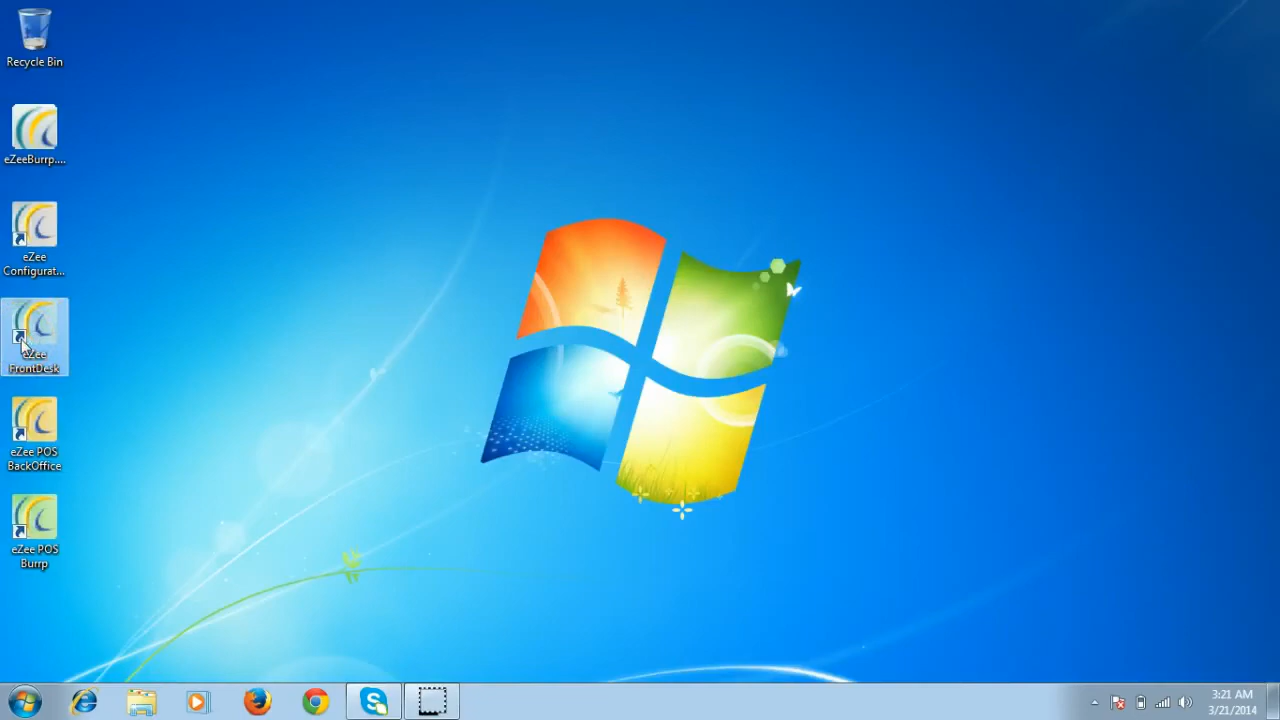 Recycle Bin
eZeeBurrp....
eZee
Configurat...
eZee
FrontDesk
eZee POS
BackOffice
eZee POS
Burrp
3:21 AM
3/21/2014